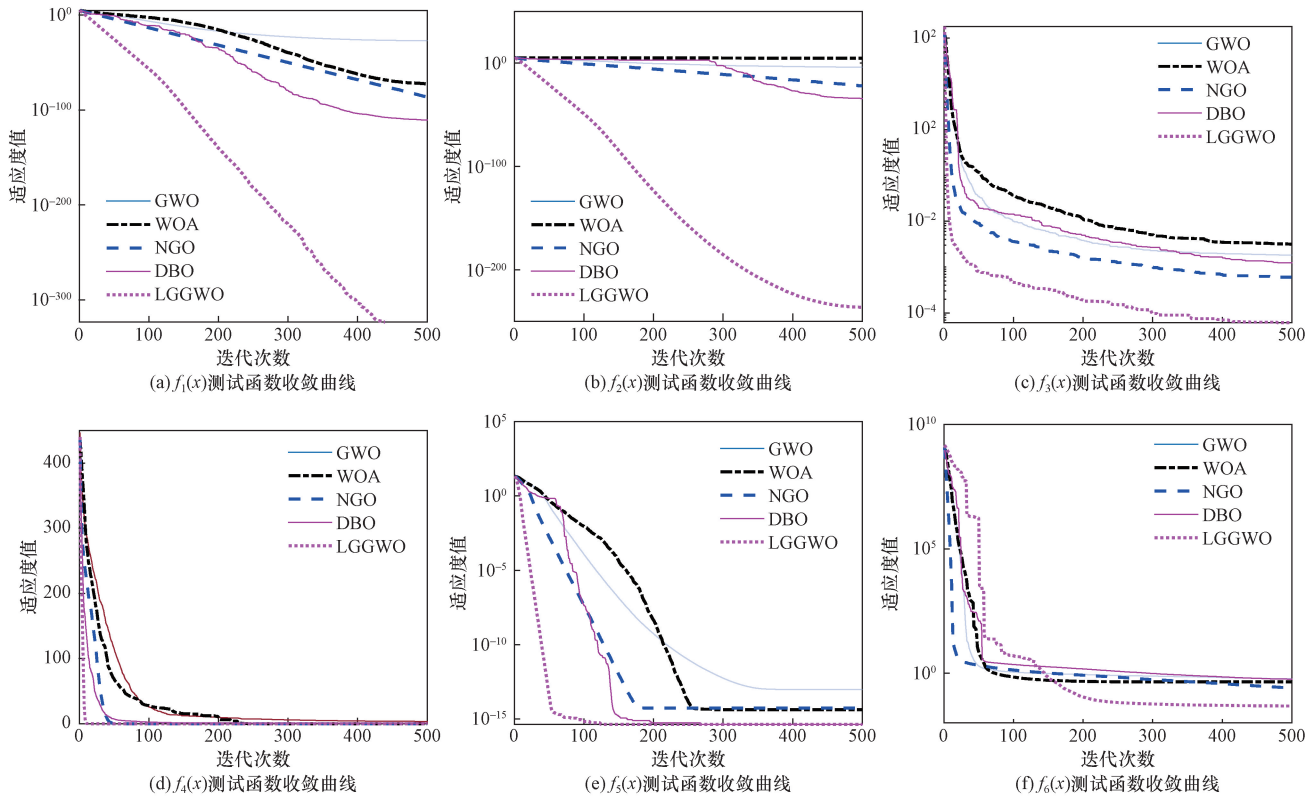 10^0
10^-100
10^-200
10^-300
适应度值
GWO
WOA
NGO
DBO
LGGWO
0 100 200 300 400 500
迭代次数
(a) f₁(x)测试函数收敛曲线
10^0
10^-100
10^-200
适应度值
GWO
WOA
NGO
DBO
LGGWO
0 100 200 300 400 500
迭代次数
(b) f₂(x)测试函数收敛曲线
10^2
10^2
10^-2
10^-4
适应度值
GWO
WOA
NGO
DBO
LGGWO
0 100 200 300 400 500
迭代次数
(c) f₃(x)测试函数收敛曲线
400
300
200
100
0
适应度值
GWO
WOA
NGO
DBO
LGGWO
0 100 200 300 400 500
迭代次数
(d) f₄(x)测试函数收敛曲线
10^5
10^0
10^-5
10^-10
10^-15
适应度值
GWO
WOA
NGO
DBO
LGGWO
0 100 200 300 400 500
迭代次数
(e) f₅(x)测试函数收敛曲线
10^10
10^5
10^0
适应度值
GWO
WOA
NGO
DBO
LGGWO
0 100 200 300 400 500
迭代次数
(f) f₆(x)测试函数收敛曲线